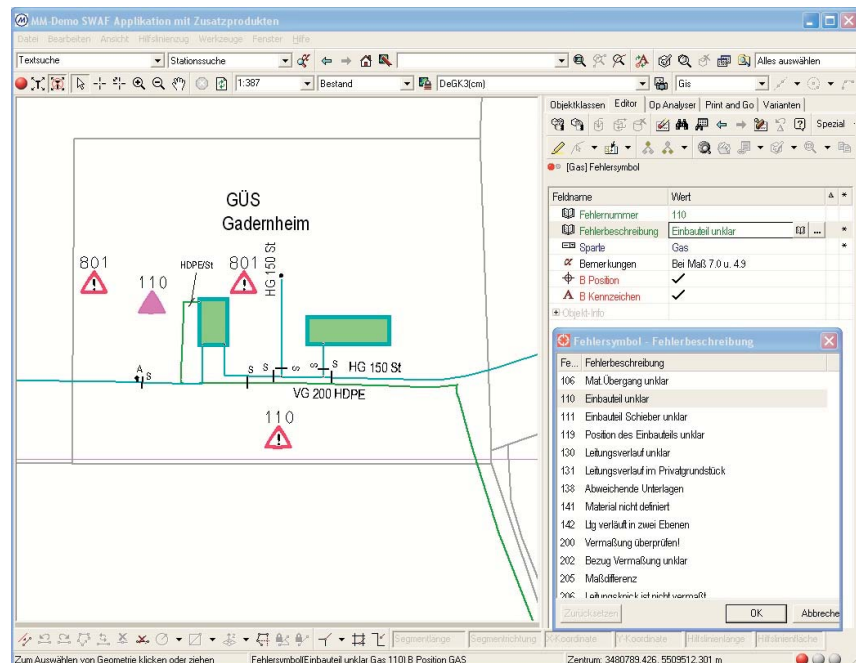 MM-Demo SWAF Applikation mit Zusatzprodukten
Datei Bearbeiten Ansicht Hilfslinienzug Werkzeuge Fenster Hilfe
Textsuche Stationssuche Alles auswählen
1:387 Bestand DeGK3(cm) Gis
Objektklassen Editor Op Analyser Print and Go Varianten
Spezial
[Gas] Fehlersymbol
Feldname Wert
Fehlernummer 110
Fehlerbeschreibung Einbauteil unklar ...
Sparte Gas
Bemerkungen Bei Maß 7.0 u. 4.9
B Position
B Kennzeichen
Objekt-Info
GÜS
Gadernheim
801
110
HDPE/St
801
HG 150 St
A S
S S S S S
HG 150 St
VG 200 HDPE
110
Fehlersymbol - Fehlerbeschreibung
Fe... Fehlerbeschreibung
106 Mat.Übergang unklar
110 Einbauteil unklar
111 Einbauteil Schieber unklar
119 Position des Einbauteils unklar
130 Leitungsverlauf unklar
131 Leitungsverlauf im Privatgrundstück
138 Abweichende Unterlagen
141 Material nicht definiert
142 Ltg verläuft in zwei Ebenen
200 Vermaßung überprüfen!
202 Bezug Vermaßung unklar
205 Maßdifferenz
206 Leitungsknick ist nicht vermaßt
Zurücksetzen OK Abbreche
Segmentlänge Segmentrichtung X-Koordinate Y-Koordinate Hilfslinienlänge Hilfslinienfläche
Zum Auswählen von Geometrie klicken oder ziehen Fehlersymbol[Einbauteil unklar Gas 110] B Position GAS Zentrum: 3480789.426, 5509512.301 m